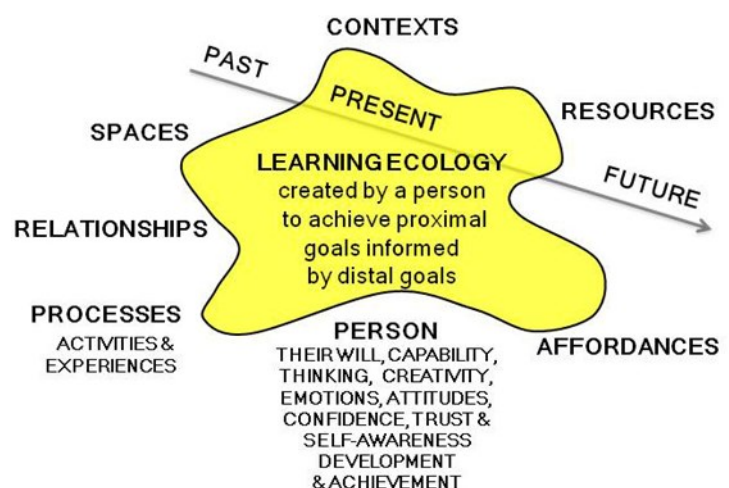 CONTEXTS
PAST
PRESENT
RESOURCES
SPACES
LEARNING ECOLOGY
created by a person
to achieve proximal
goals informed
by distal goals
FUTURE
RELATIONSHIPS
PROCESSES
ACTIVITIES &
EXPERIENCES
PERSON
THEIR WILL, CAPABILITY,
THINKING, CREATIVITY,
EMOTIONS, ATTITUDES,
CONFIDENCE, TRUST &
SELF-AWARENESS
DEVELOPMENT
& ACHIEVEMENT
AFFORDANCES